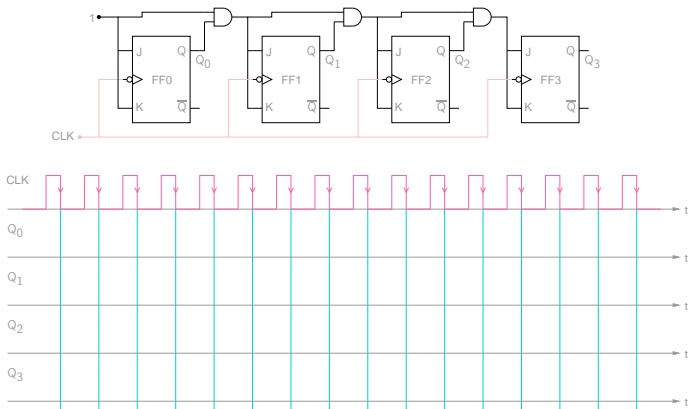 1
J Q Q₀ J Q Q₁ J Q Q₂ J Q Q₃
FF0 FF1 FF2 FF3
K Q̅ K Q̅ K Q̅ K Q̅
CLK
CLK
t
Q₀
t
Q₁
t
Q₂
t
Q₃
t